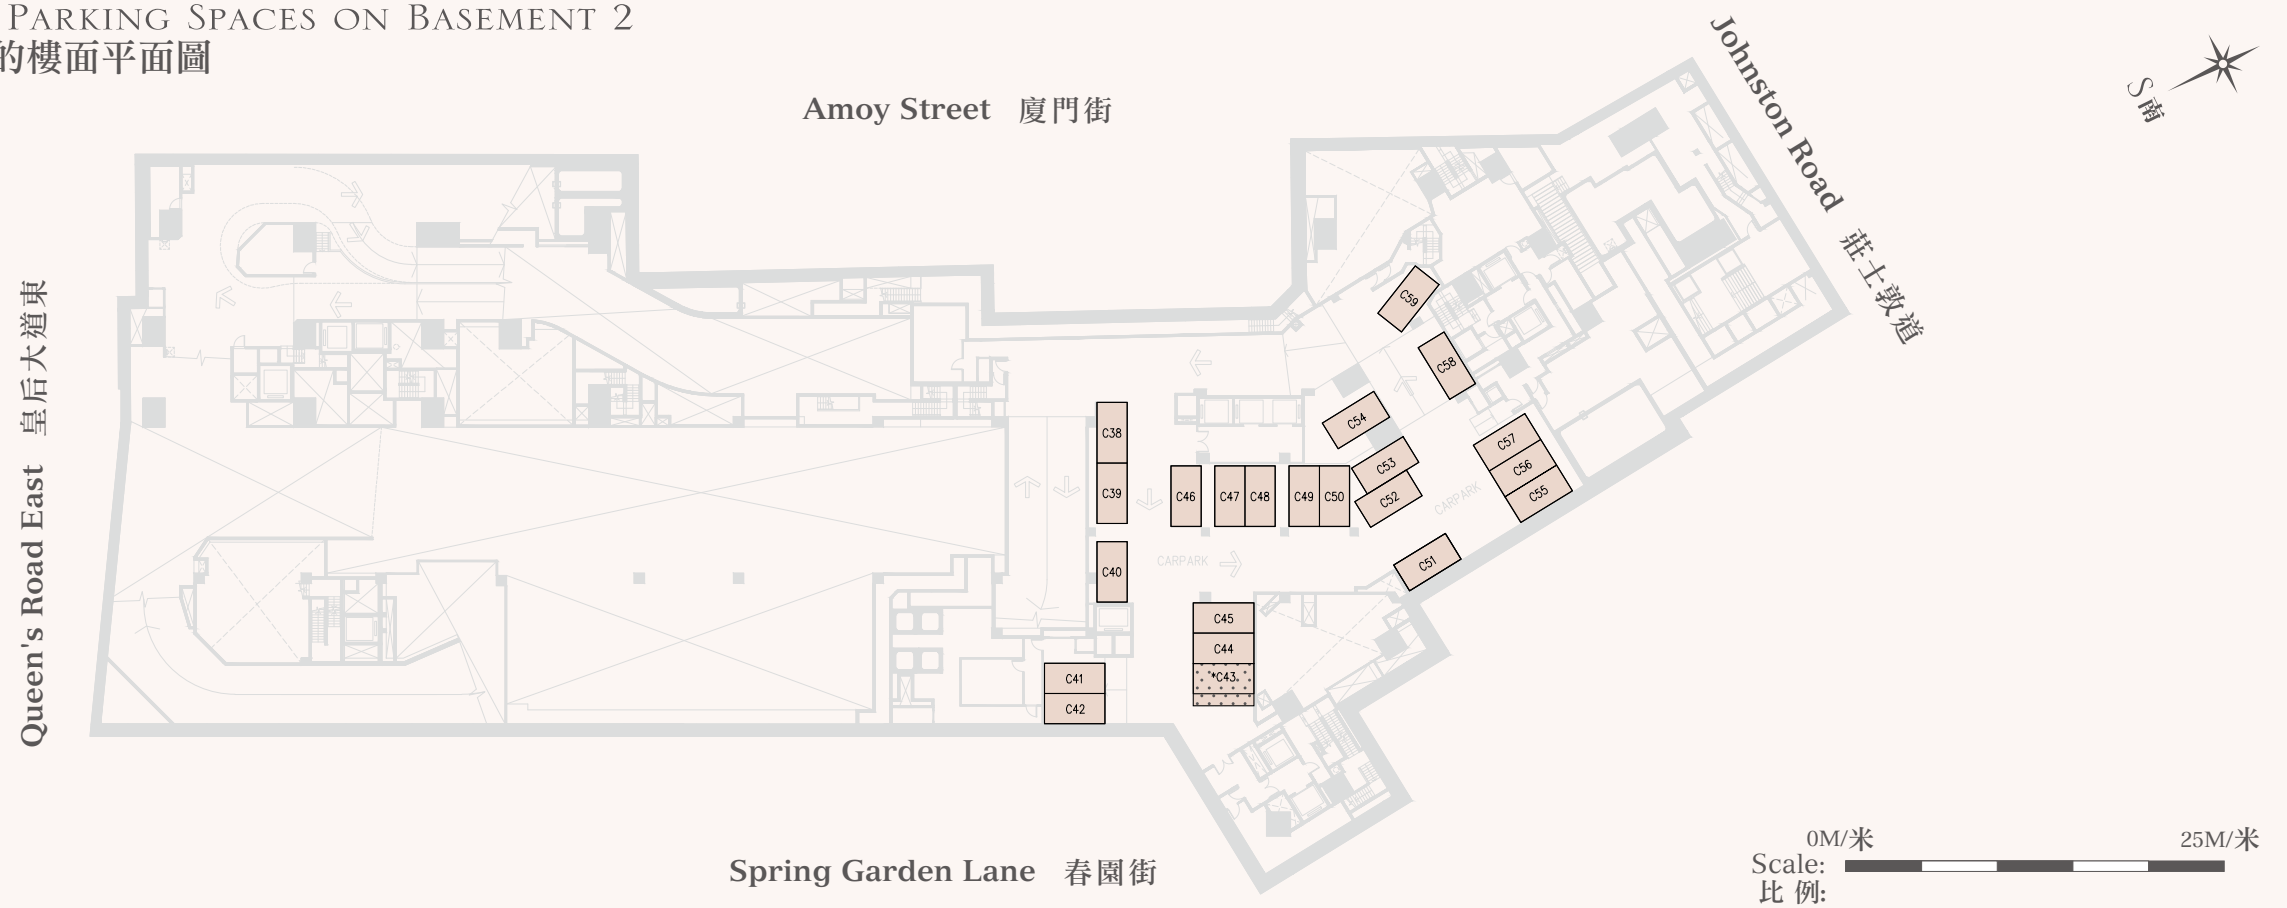 PARKING SPACES ON BASEMENT 2
的樓面平面圖
Amoy Street 廈門街
Johnston Road 莊士敦道
S南
Queen's Road East 皇后大道東
C59
C58
C54
C57
C38
C53
C56
C39
C46
C47
C48
C49
C50
C52
C55
CARPARK
CARPARK
C51
C40
C45
C44
*C43
C41
C42
Spring Garden Lane 春園街
0M/米
25M/米
Scale:
比 例: